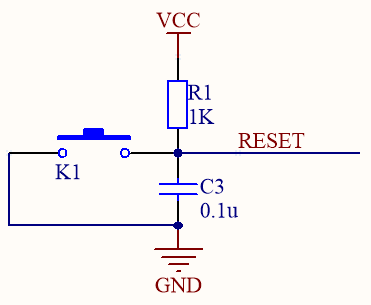 VCC
R1
1K
RESET
K1
C3
0.1u
GND